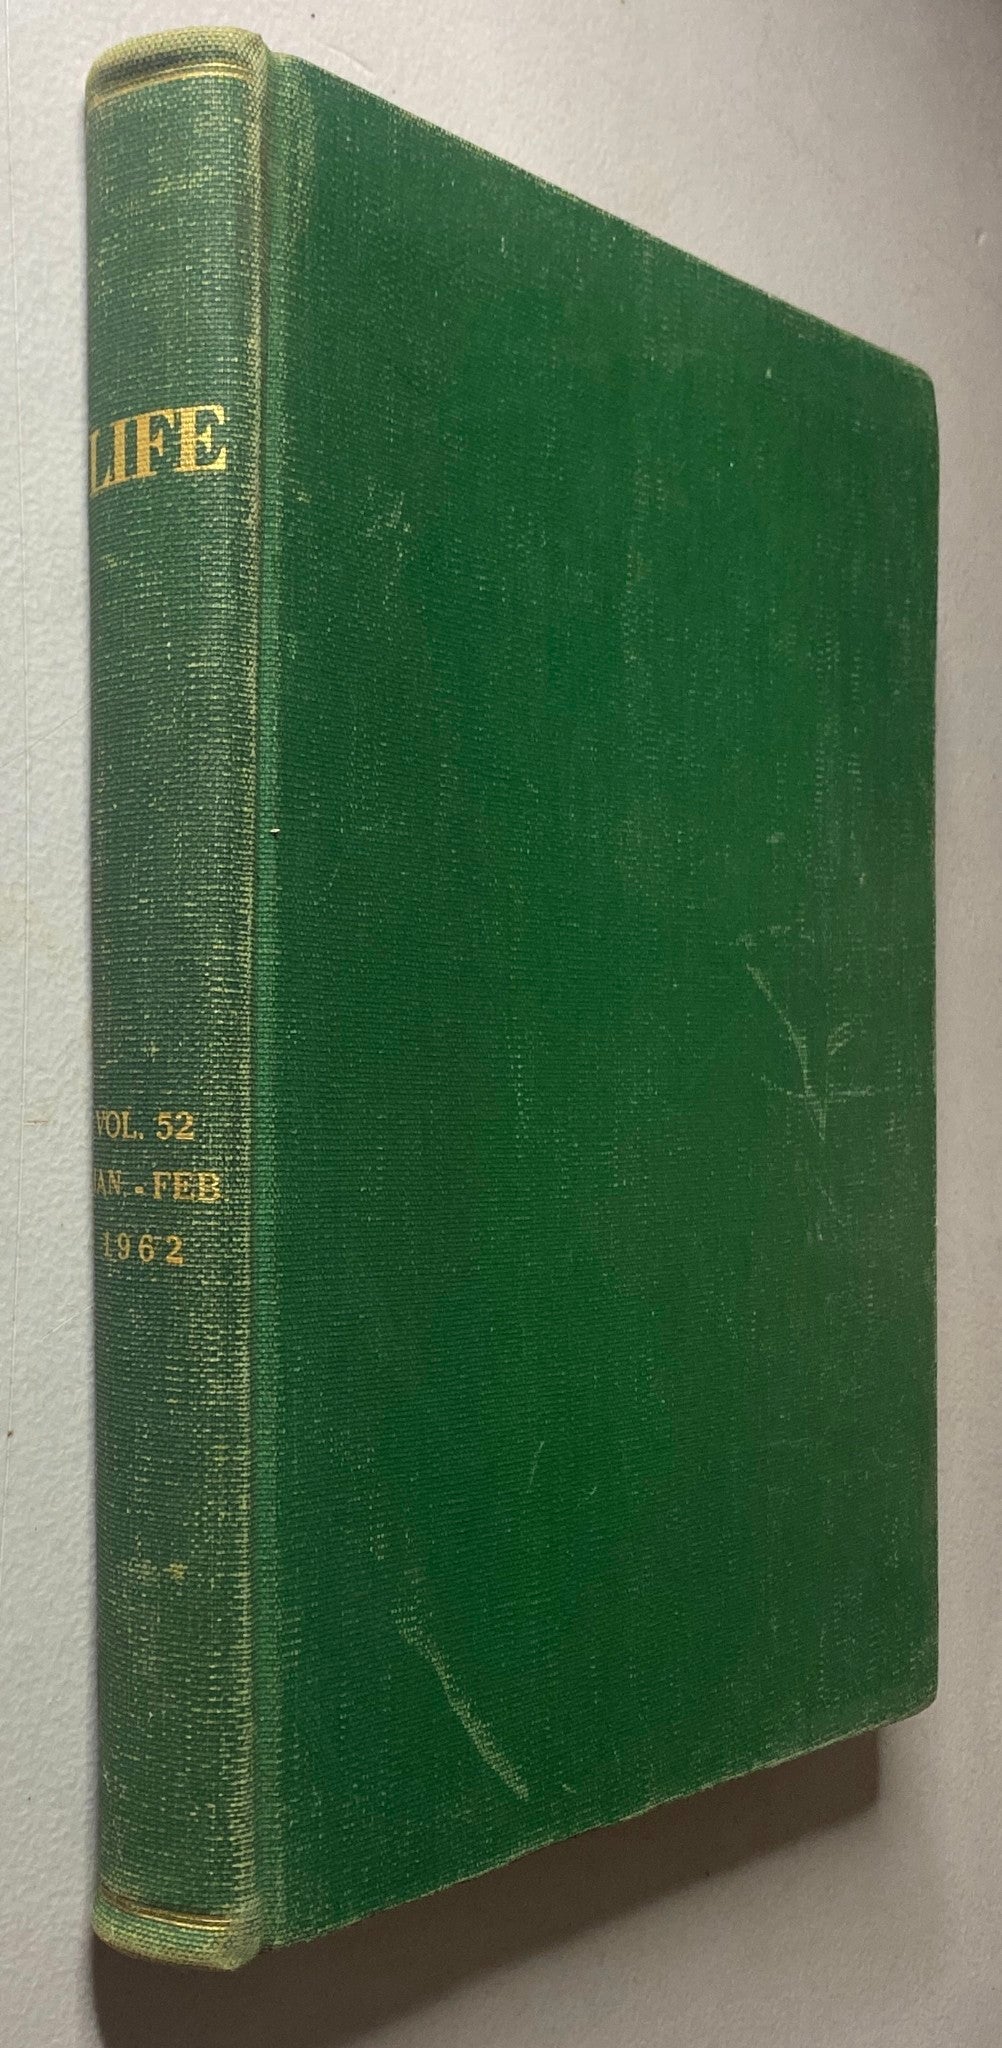 LIFE
VOL. 52
JAN. - FEB.
1962